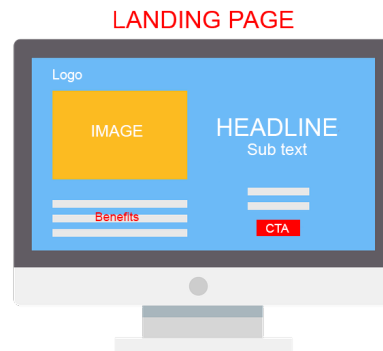 LANDING PAGE
Logo
IMAGE
HEADLINE
Sub text
Benefits
CTA